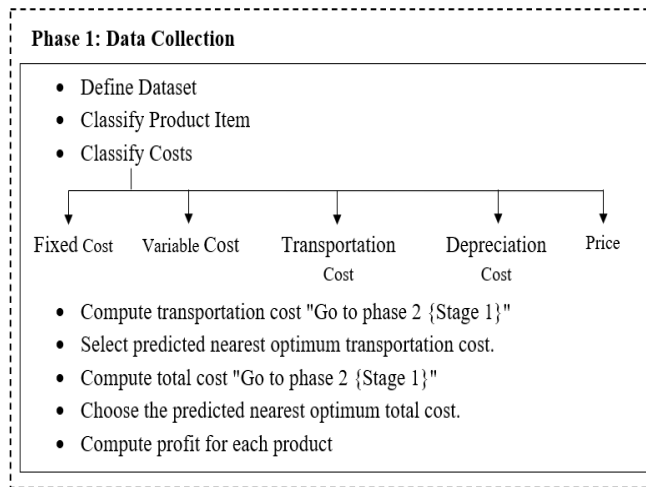 Phase 1: Data Collection
• Define Dataset
• Classify Product Item
• Classify Costs
Fixed Cost Variable Cost Transportation Cost Depreciation Cost Price
• Compute transportation cost "Go to phase 2 {Stage 1}"
• Select predicted nearest optimum transportation cost.
• Compute total cost "Go to phase 2 {Stage 1}"
• Choose the predicted nearest optimum total cost.
• Compute profit for each product